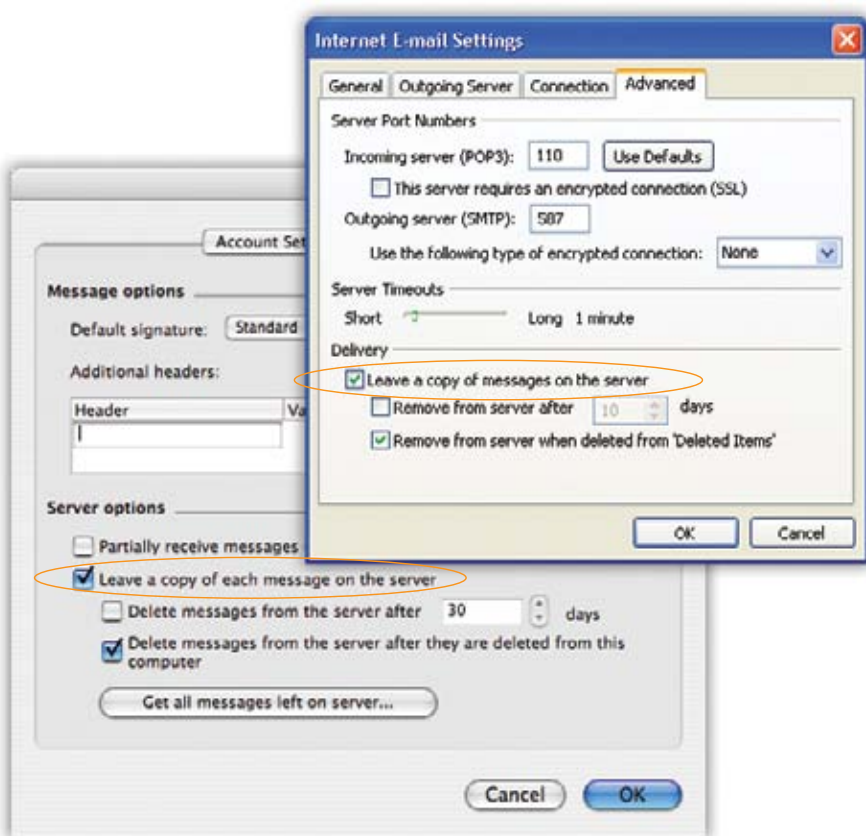 Internet E-mail Settings
General Outgoing Server Connection Advanced
Server Port Numbers
Incoming server (POP3): 110 Use Defaults
This server requires an encrypted connection (SSL)
Outgoing server (SMTP): 587
Use the following type of encrypted connection: None
Server Timeouts
Short Long 1 minute
Delivery
Leave a copy of messages on the server
Remove from server after 10 days
Remove from server when deleted from 'Deleted Items'
OK Cancel
Account Set
Message options
Default signature: Standard
Additional headers:
Header Va
Server options
Partially receive messages
Leave a copy of each message on the server
Delete messages from the server after 30 days
Delete messages from the server after they are deleted from this
computer
Get all messages left on server...
Cancel OK